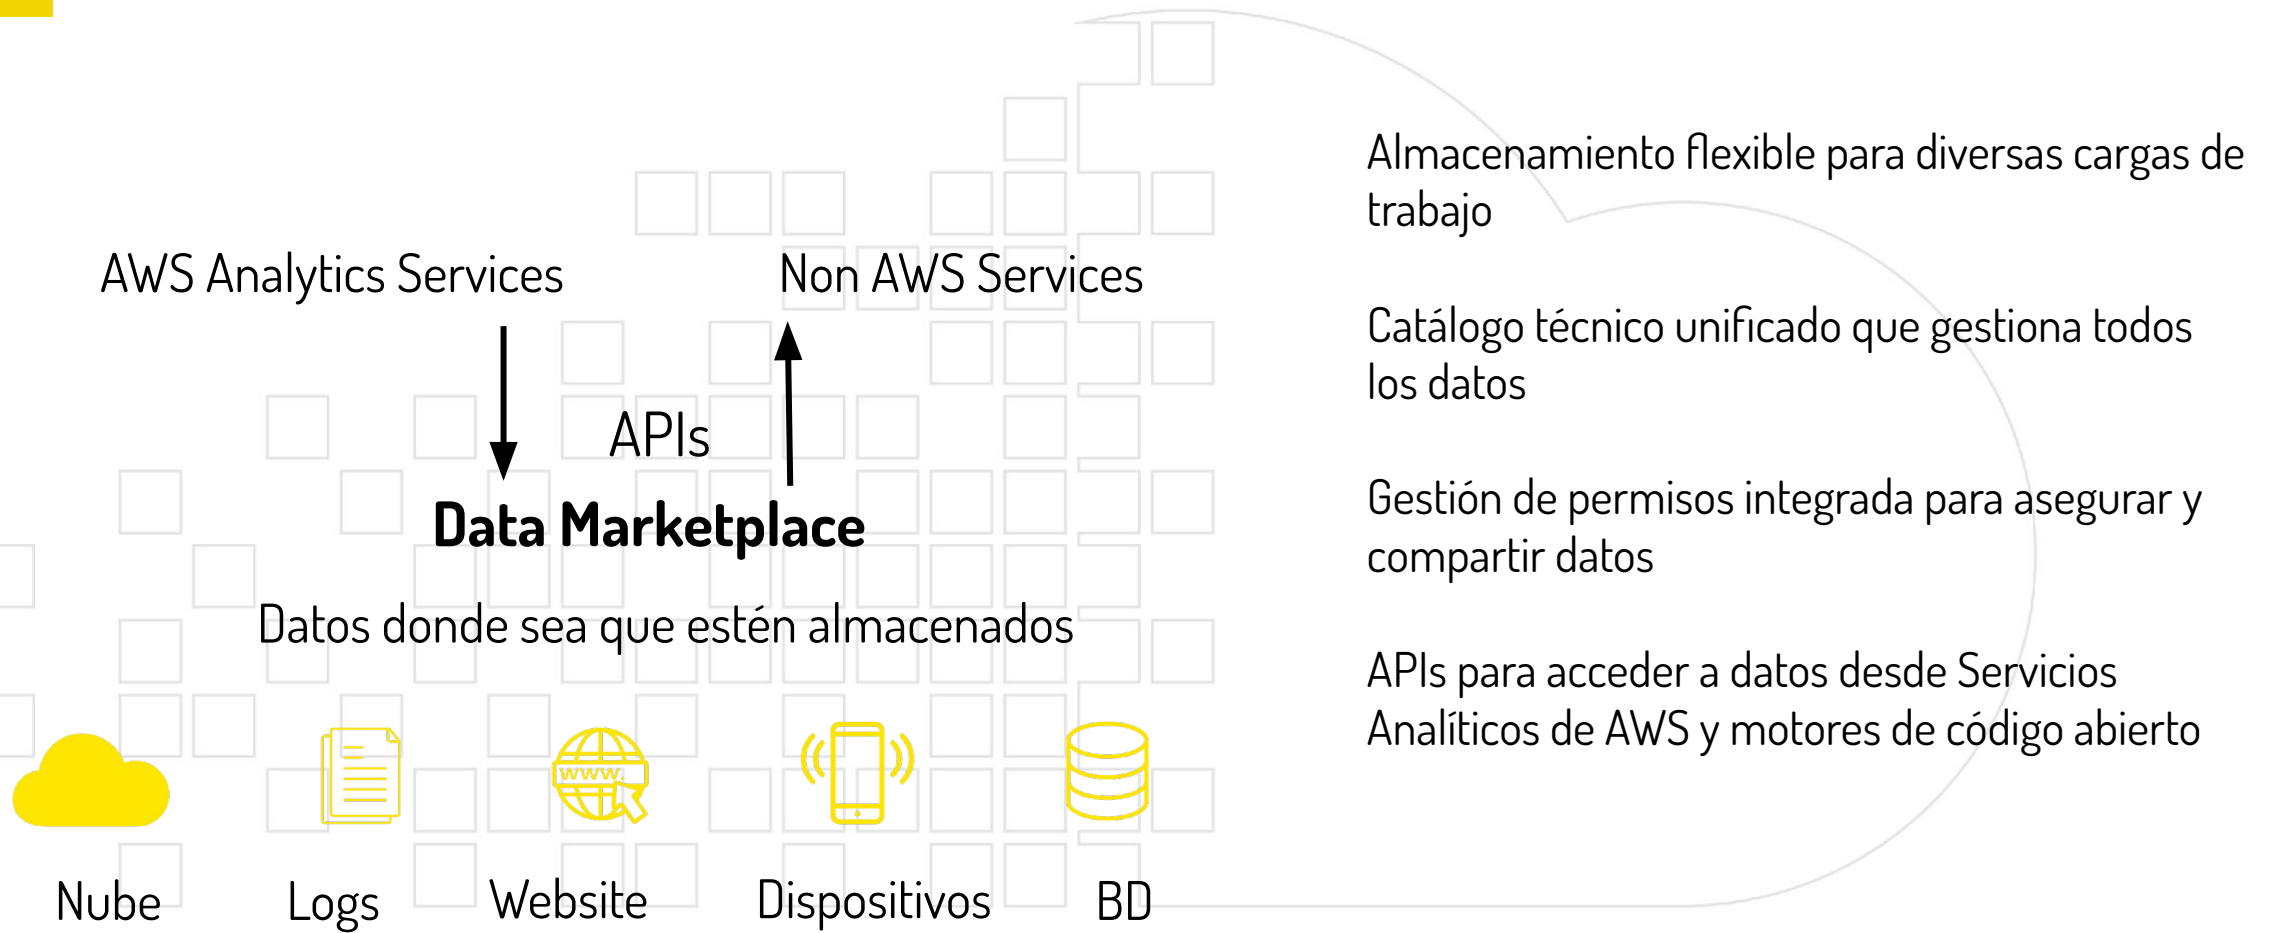 AWS Analytics Services
Non AWS Services
APIs
Data Marketplace
Datos donde sea que estén almacenados
www.
Nube
Logs
Website
Dispositivos
BD
Almacenamiento flexible para diversas cargas de
trabajo
Catálogo técnico unificado que gestiona todos
los datos
Gestión de permisos integrada para asegurar y
compartir datos
APIs para acceder a datos desde Servicios
Analíticos de AWS y motores de código abierto